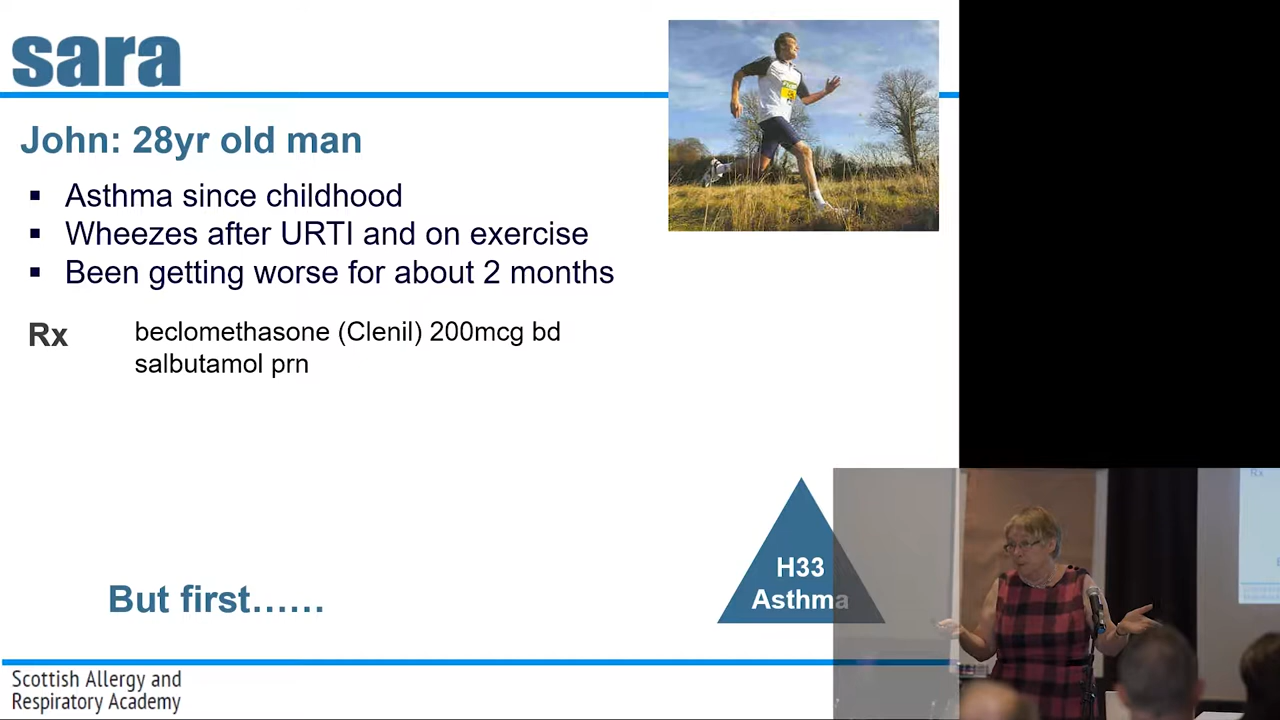 sara
John: 28yr old man
Asthma since childhood
Wheezes after URTI and on exercise
Been getting worse for about 2 months
Rx
beclomethasone (Clenil) 200mcg bd
salbutamol prn
H33
Asthma
But first……
Scottish Allergy and
Respiratory Academy
Rx